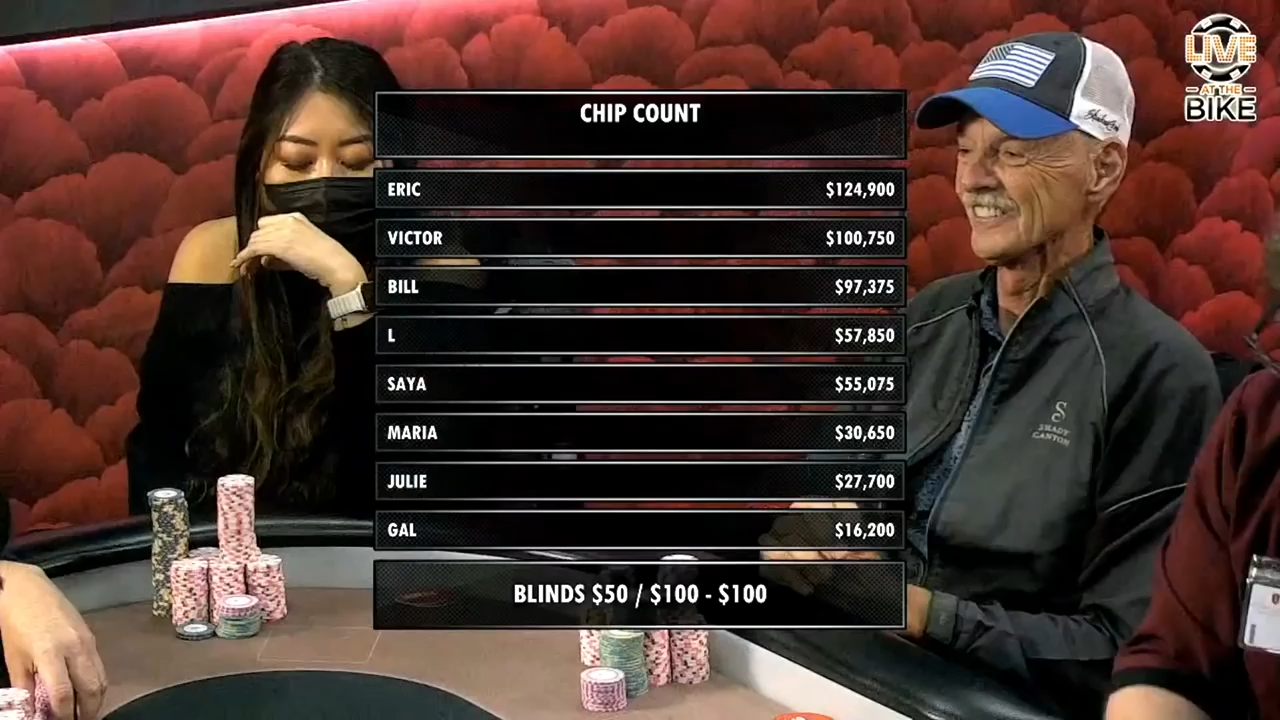 LIVE
AT THE
BIKE
CHIP COUNT
ERIC $124,900
VICTOR $100,750
BILL $97,375
L $57,850
SAYA $55,075
MARIA $30,650
JULIE $27,700
GAL $16,200
BLINDS $50 / $100 - $100
S
SHADY
CANYON